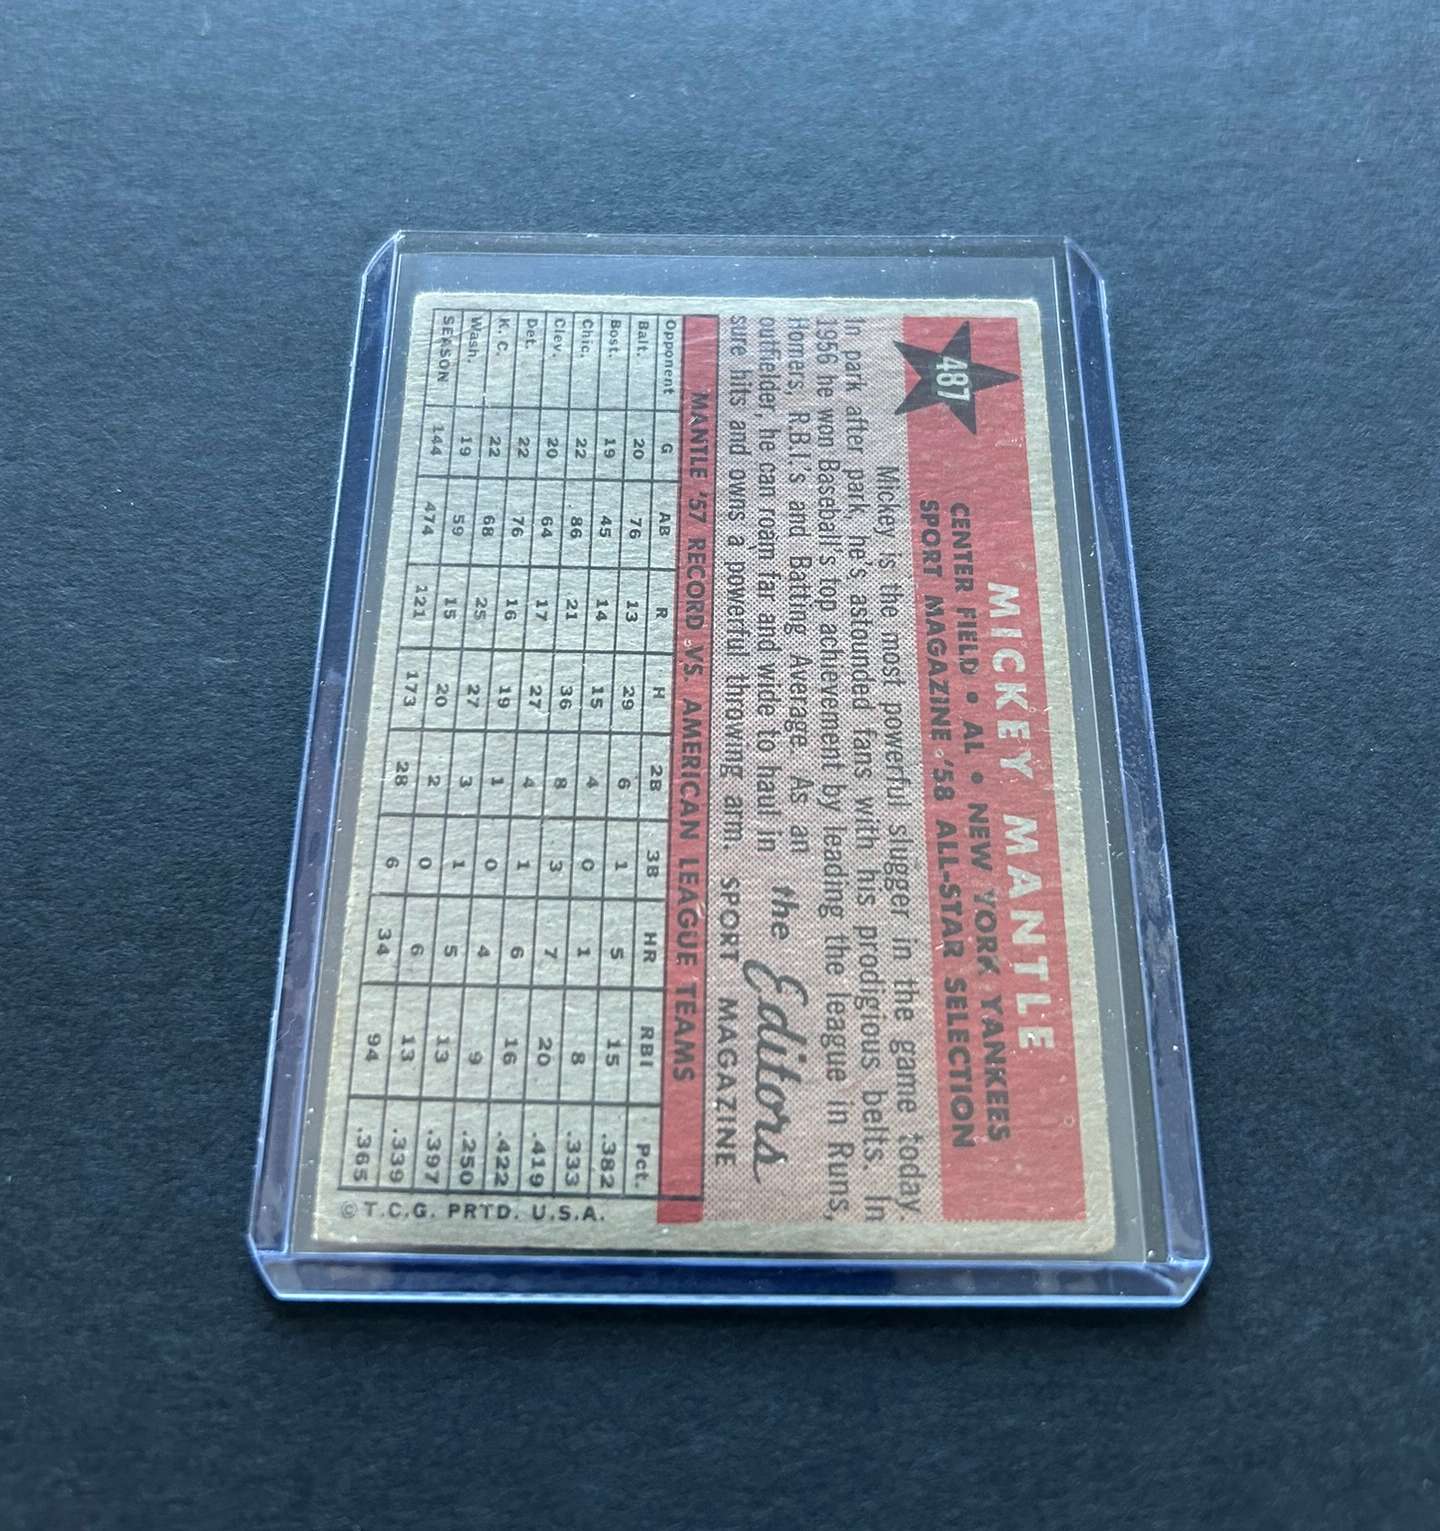 487
MICKEY MANTLE
CENTER FIELD • AL • NEW YORK YANKEES
SPORT MAGAZINE '58 ALL-STAR SELECTION
Mickey is the most powerful slugger in the game today.
In park after park, he's astounded fans with his prodigious belts. In
1956 he won Baseball's top achievement by leading the league in Runs,
Homers, R.B.I.'s and Batting Average. As an
outfielder, he can roam far and wide to haul in
sure hits and owns a powerful throwing arm.
the Editors
SPORT MAGAZINE
MANTLE '57 RECORD VS. AMERICAN LEAGUE TEAMS
Opponent G AB R H 2B 3B HR RBI Pct.
Balt. 20 76 13 29 6 1 5 15 .382
Bost. 19 45 14 15 4 0 1 8 .333
Chic. 22 86 21 36 8 3 7 20 .419
Clev. 20 64 17 27 4 1 6 16 .422
Det. 22 76 16 19 1 0 4 9 .250
K. C. 22 68 25 27 3 1 5 13 .397
Wash. 19 59 15 20 2 0 6 13 .339
SEASON 144 474 121 173 28 6 34 94 .365
© T.C.G. PRTD. U.S.A.